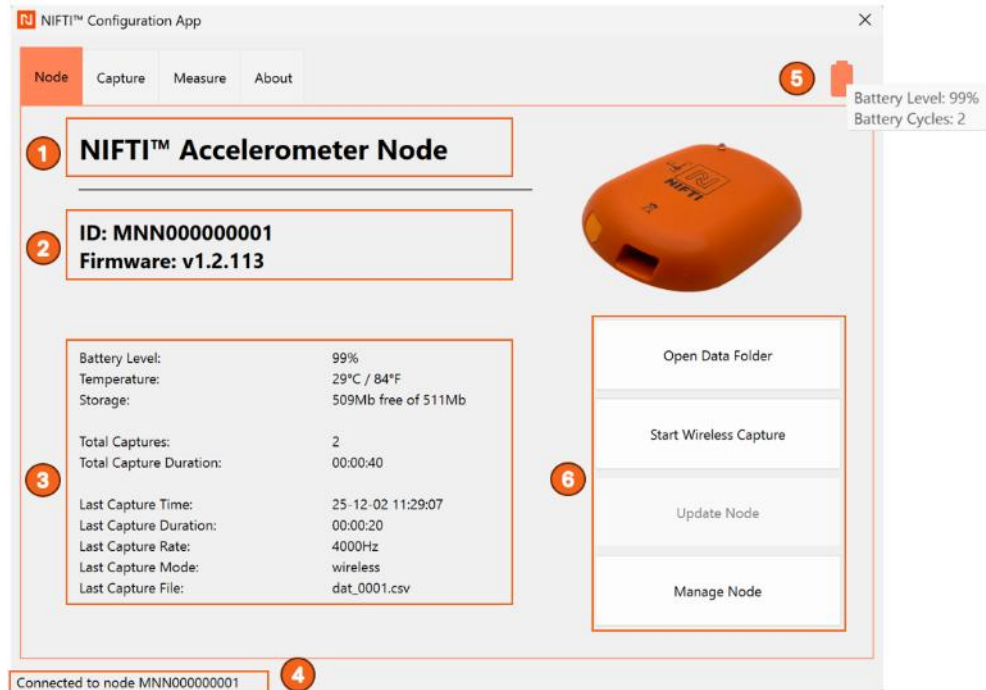 NIFTI™ Configuration App
Node Capture Measure About
5
Battery Level: 99%
Battery Cycles: 2
1
NIFTI™ Accelerometer Node
NIFTI
2
ID: MNN000000001
Firmware: v1.2.113
3
Battery Level: 99%
Temperature: 29°C / 84°F
Storage: 509Mb free of 511Mb
Total Captures: 2
Total Capture Duration: 00:00:40
Last Capture Time: 25-12-02 11:29:07
Last Capture Duration: 00:00:20
Last Capture Rate: 4000Hz
Last Capture Mode: wireless
Last Capture File: dat_0001.csv
6
Open Data Folder
Start Wireless Capture
Update Node
Manage Node
Connected to node MNN000000001
4